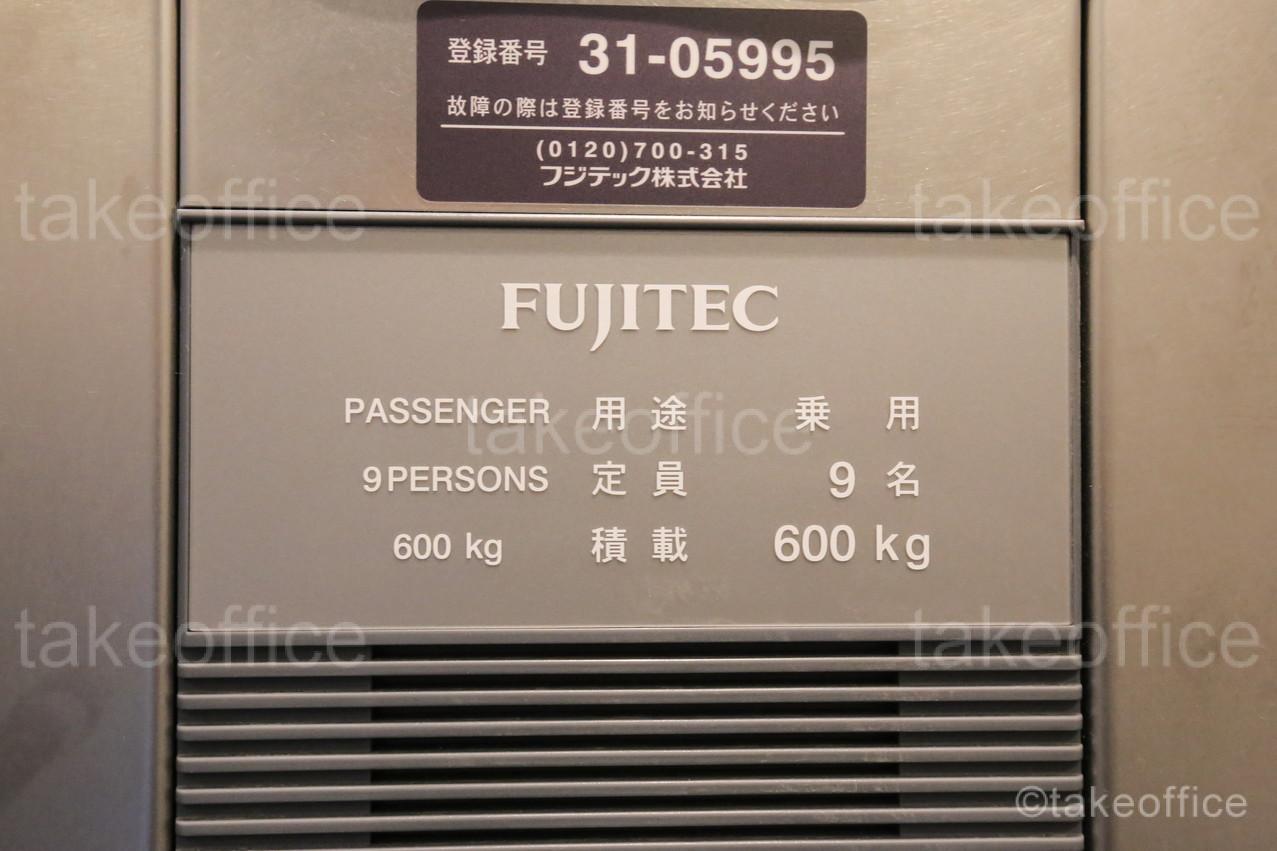 登録番号 31-05995
故障の際は登録番号をお知らせください
(0120)700-315
フジテック株式会社
takeoffice takeoffice
FUJITEC
PASSENGER 用途 乗用
takeoffice
9PERSONS 定員 9名
600 kg 積載 600 kg
takeoffice takeoffice
©takeoffice